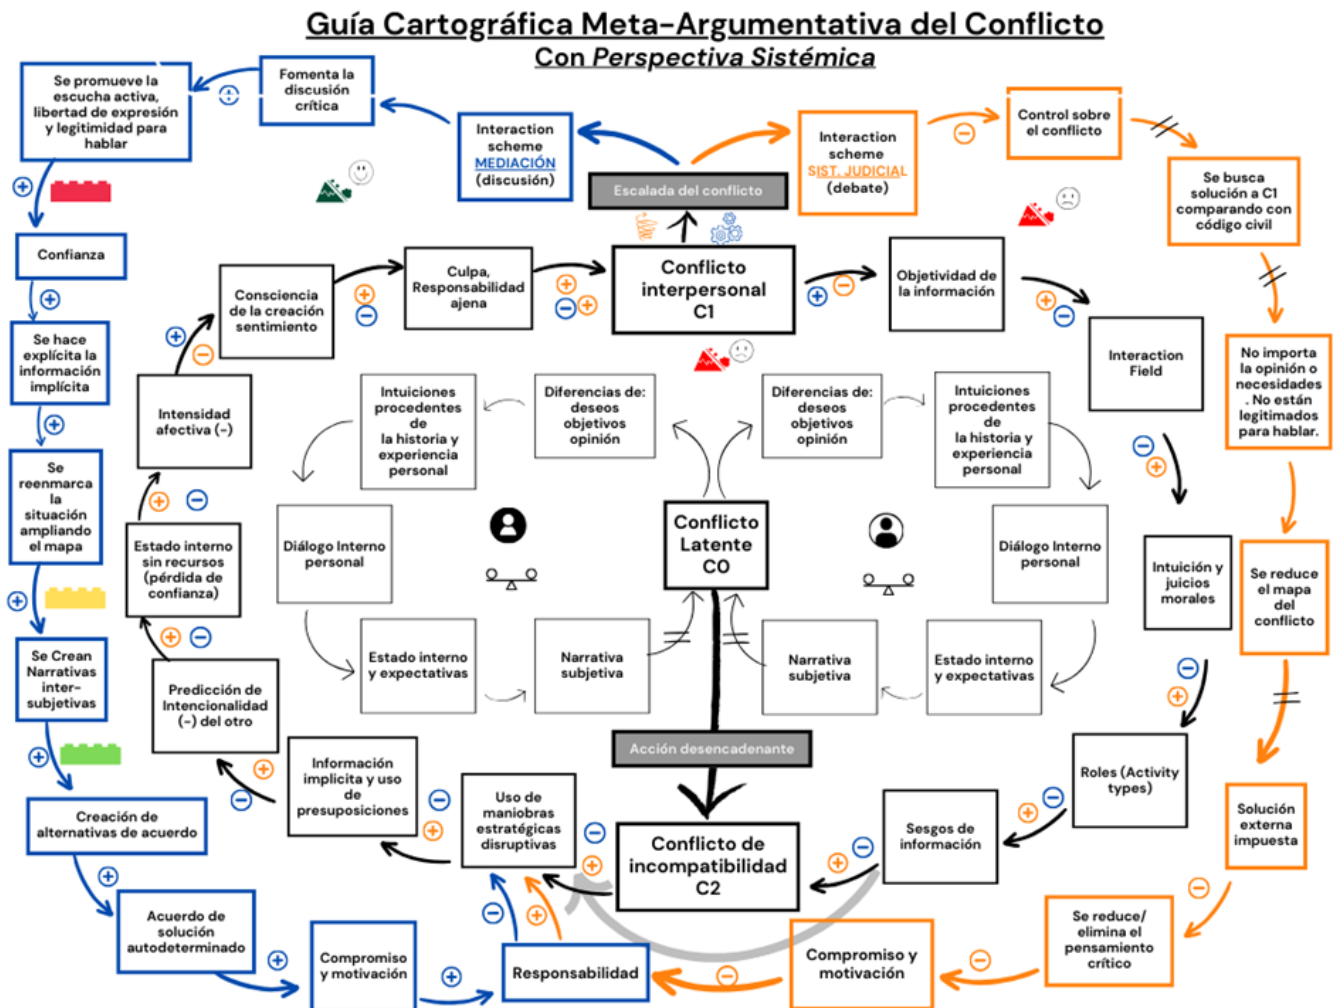 Guía Cartográfica Meta-Argumentativa del Conflicto
Con Perspectiva Sistémica
Se promueve la
escucha activa,
libertad de expresión
y legitimidad para
hablar
Fomenta la
discusión
crítica
Interaction
scheme
MEDIACIÓN
(discusión)
Escalada del conflicto
Interaction
scheme
SIST. JUDICIAL
(debate)
Control sobre
el conflicto
Se busca
solución a C1
comparando con
código civil
Confianza
Consciencia
de la creación
sentimiento
Culpa,
Responsabilidad
ajena
Conflicto
interpersonal
C1
Objetividad de
la información
Interaction
Field
No importa
la opinión o
necesidades
. No están
legitimados
para hablar.
Se hace
explícita la
información
implícita
Intensidad
afectiva (-)
Intuiciones
procedentes
de
la historia y
experiencia
personal
Diferencias de:
deseos
objetivos
opinión
Diferencias de:
deseos
objetivos
opinión
Intuiciones
procedentes
de
la historia y
experiencia
personal
Se
reenmarca
la
situación
ampliando
el mapa
Estado interno
sin recursos
(pérdida de
confianza)
Diálogo Interno
personal
Conflicto
Latente
C0
Diálogo Interno
personal
Intuición y
juicios
morales
Se reduce
el mapa
del
conflicto
Se Crean
Narrativas
inter-
subjetivas
Predicción de
Intencionalidad
(-) del otro
Estado interno
y expectativas
Narrativa
subjetiva
Narrativa
subjetiva
Estado interno
y expectativas
Acción desencadenante
Información
implicita y uso
de
presuposiciones
Uso de
maniobras
estratégicas
disruptivas
Conflicto de
incompatibilidad
C2
Sesgos de
información
Roles (Activity
types)
Solución
externa
impuesta
Creación de
alternativas de acuerdo
Acuerdo de
solución
autodeterminado
Compromiso
y motivación
Responsabilidad
Compromiso y
motivación
Se reduce/
elimina el
pensamiento
crítico